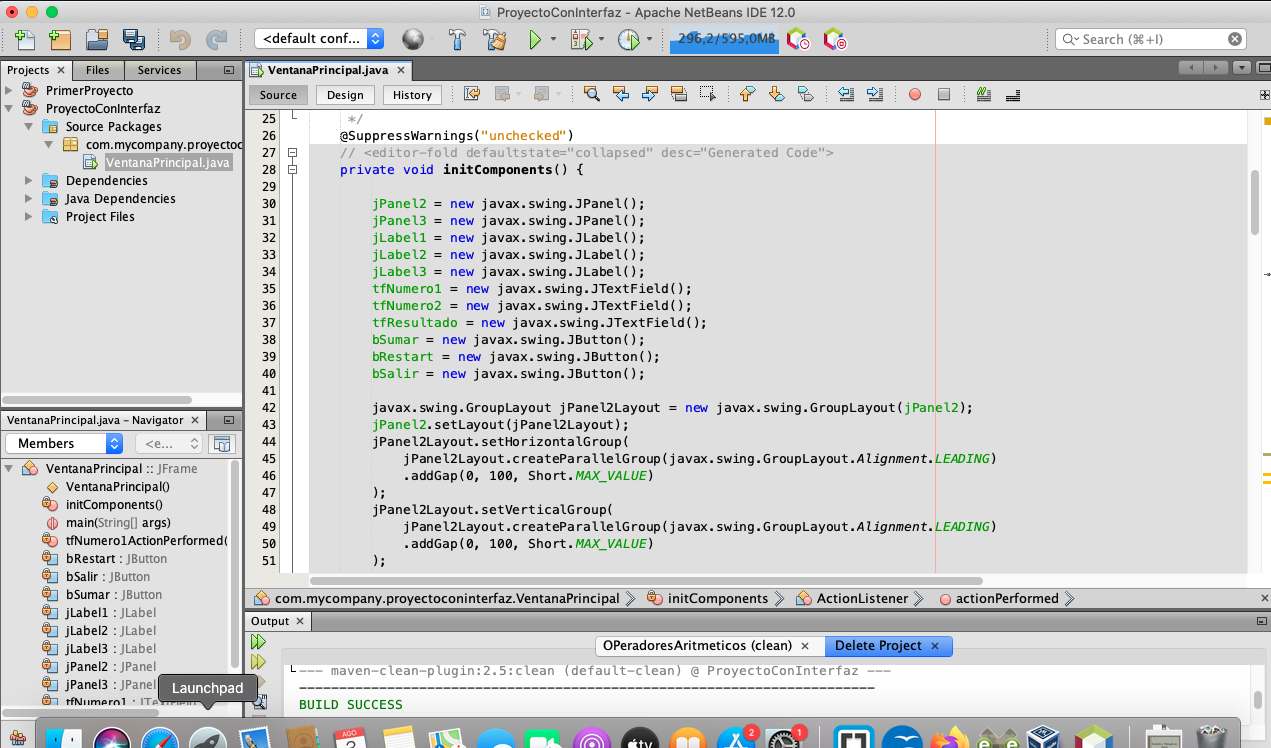 ProyectoConInterfaz - Apache NetBeans IDE 12.0
<default conf...
296,2/595,0MB
Search (⌘+I)
Projects
Files
Services
PrimerProyecto
ProyectoConInterfaz
Source Packages
com.mycompany.proyectoc
VentanaPrincipal.java
Dependencies
Java Dependencies
Project Files
VentanaPrincipal.java – Navigator
Members
<e...
VentanaPrincipal :: JFrame
VentanaPrincipal()
initComponents()
main(String[] args)
tfNumero1ActionPerformed(
bRestart : JButton
bSalir : JButton
bSumar : JButton
jLabel1 : JLabel
jLabel2 : JLabel
jLabel3 : JLabel
jPanel2 : JPanel
jPanel3 : JPanel
tfNumero1 : JTextField
Launchpad
VentanaPrincipal.java
Source
Design
History
25 */
26 @SuppressWarnings("unchecked")
27 // <editor-fold defaultstate="collapsed" desc="Generated Code">
28 private void initComponents() {
29
30 jPanel2 = new javax.swing.JPanel();
31 jPanel3 = new javax.swing.JPanel();
32 jLabel1 = new javax.swing.JLabel();
33 jLabel2 = new javax.swing.JLabel();
34 jLabel3 = new javax.swing.JLabel();
35 tfNumero1 = new javax.swing.JTextField();
36 tfNumero2 = new javax.swing.JTextField();
37 tfResultado = new javax.swing.JTextField();
38 bSumar = new javax.swing.JButton();
39 bRestart = new javax.swing.JButton();
40 bSalir = new javax.swing.JButton();
41
42 javax.swing.GroupLayout jPanel2Layout = new javax.swing.GroupLayout(jPanel2);
43 jPanel2.setLayout(jPanel2Layout);
44 jPanel2Layout.setHorizontalGroup(
45 jPanel2Layout.createParallelGroup(javax.swing.GroupLayout.Alignment.LEADING)
46 .addGap(0, 100, Short.MAX_VALUE)
47 );
48 jPanel2Layout.setVerticalGroup(
49 jPanel2Layout.createParallelGroup(javax.swing.GroupLayout.Alignment.LEADING)
50 .addGap(0, 100, Short.MAX_VALUE)
51 );
com.mycompany.proyectoconinterfaz.VentanaPrincipal
initComponents
ActionListener
actionPerformed
Output
OPeradoresAritmeticos (clean)
Delete Project
--- maven-clean-plugin:2.5:clean (default-clean) @ ProyectoConInterfaz ---
------------------------------------------------------------------------
BUILD SUCCESS
AGO
tv
2
1